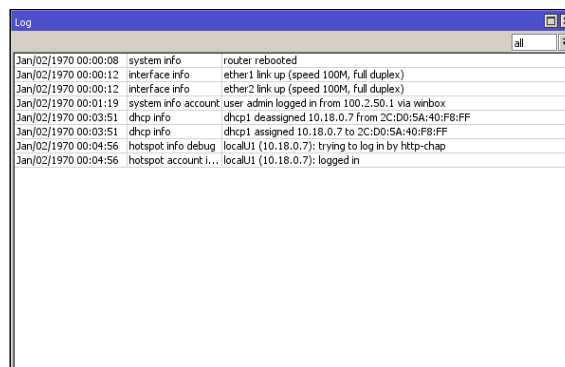 Log
all
Jan/02/1970 00:00:08 system info router rebooted
Jan/02/1970 00:00:12 interface info ether1 link up (speed 100M, full duplex)
Jan/02/1970 00:00:12 interface info ether2 link up (speed 100M, full duplex)
Jan/02/1970 00:01:19 system info account user admin logged in from 100.2.50.1 via winbox
Jan/02/1970 00:03:51 dhcp info dhcp1 deassigned 10.18.0.7 from 2C:D0:5A:40:F8:FF
Jan/02/1970 00:03:51 dhcp info dhcp1 assigned 10.18.0.7 to 2C:D0:5A:40:F8:FF
Jan/02/1970 00:04:56 hotspot info debug localU1 (10.18.0.7): trying to log in by http-chap
Jan/02/1970 00:04:56 hotspot account i... localU1 (10.18.0.7): logged in